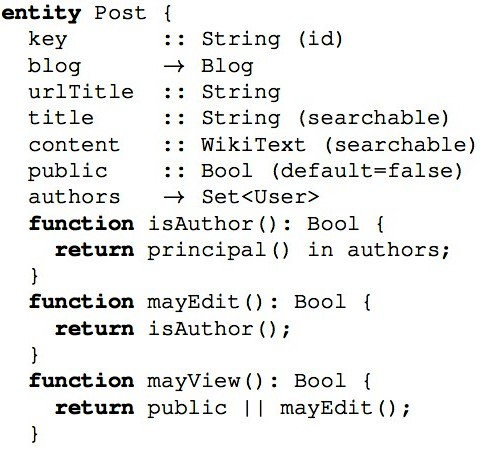 entity Post {
  key       :: String (id)
  blog      → Blog
  urlTitle  :: String
  title     :: String (searchable)
  content   :: WikiText (searchable)
  public    :: Bool (default=false)
  authors   → Set<User>
  function isAuthor(): Bool {
    return principal() in authors;
  }
  function mayEdit(): Bool {
    return isAuthor();
  }
  function mayView(): Bool {
    return public || mayEdit();
  }